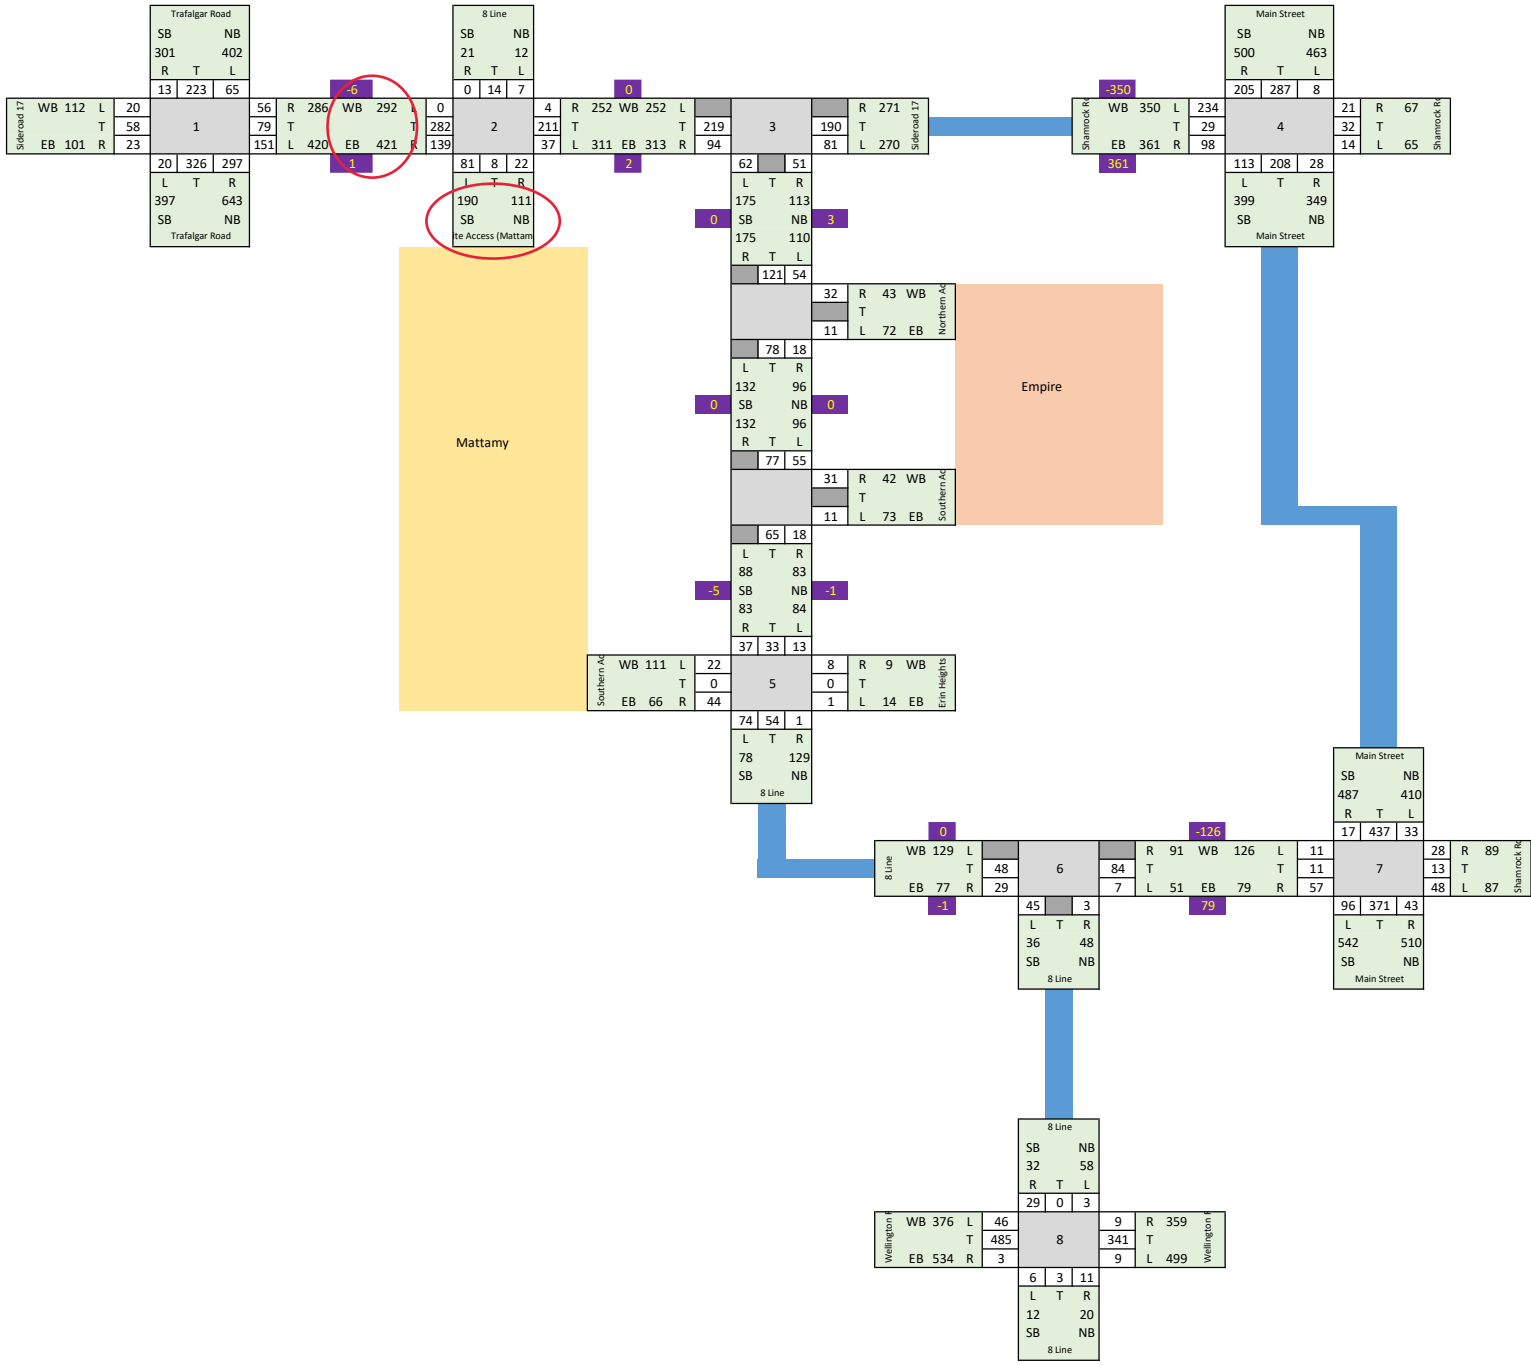 Trafalgar Road 8 Line Main Street
SB NB SB NB SB NB
301 402 21 12 500 463
R T L R T L R T L
13 223 65 -6 0 14 7 0 -350 205 287 8
Sideroad 17 WB 112 L 20 1 56 R 286 WB 292 L 0 2 4 R 252 WB 252 L 3 R 271 Sideroad 17 WB 350 L 234 4 21 R 67
T 58 79 T T 282 211 T T 219 190 T T 29 32 T
EB 101 R 23 151 L 420 EB 421 R 139 37 L 311 EB 313 R 94 81 L 270 EB 361 R 98 14 L 65
20 326 297 1 81 8 22 2 62 51 361 113 208 28
L T R L T R L T R L T R
397 643 190 111 175 113 399 349
SB NB SB NB 0 SB NB 3 SB NB
Trafalgar Road ite Access (Mattam 175 110 Main Street
R T L
121 54
32 R 43 WB
T
11 L 72 EB
78 18
L T R
132 96
Empire
0 SB NB 0
132 96
Mattamy
R T L
77 55
31 R 42 WB
T
11 L 73 EB
65 18
L T R
88 83
-5 SB NB -1
83 84
R T L
37 33 13
WB 111 L 22 5 8 R 9 WB Erin Heights
T 0 0 T
EB 66 R 44 1 L 14 EB
74 54 1
L T R
78 129
SB NB
8 Line
Main Street
SB NB
487 410
R T L
0 -126 17 437 33
8 Line WB 129 L 6 R 91 WB 126 L 11 7 28 R 89
T 48 84 T T 11 13 T
EB 77 R 29 7 L 51 EB 79 R 57 48 L 87
-1 45 3 79 96 371 43
L T R L T R
36 48 542 510
SB NB SB NB
8 Line Main Street
8 Line
SB NB
32 58
R T L
29 0 3
WB 376 L 46 8 9 R 359
T 485 341 T
EB 534 R 3 9 L 499
6 3 11
L T R
12 20
SB NB
8 Line